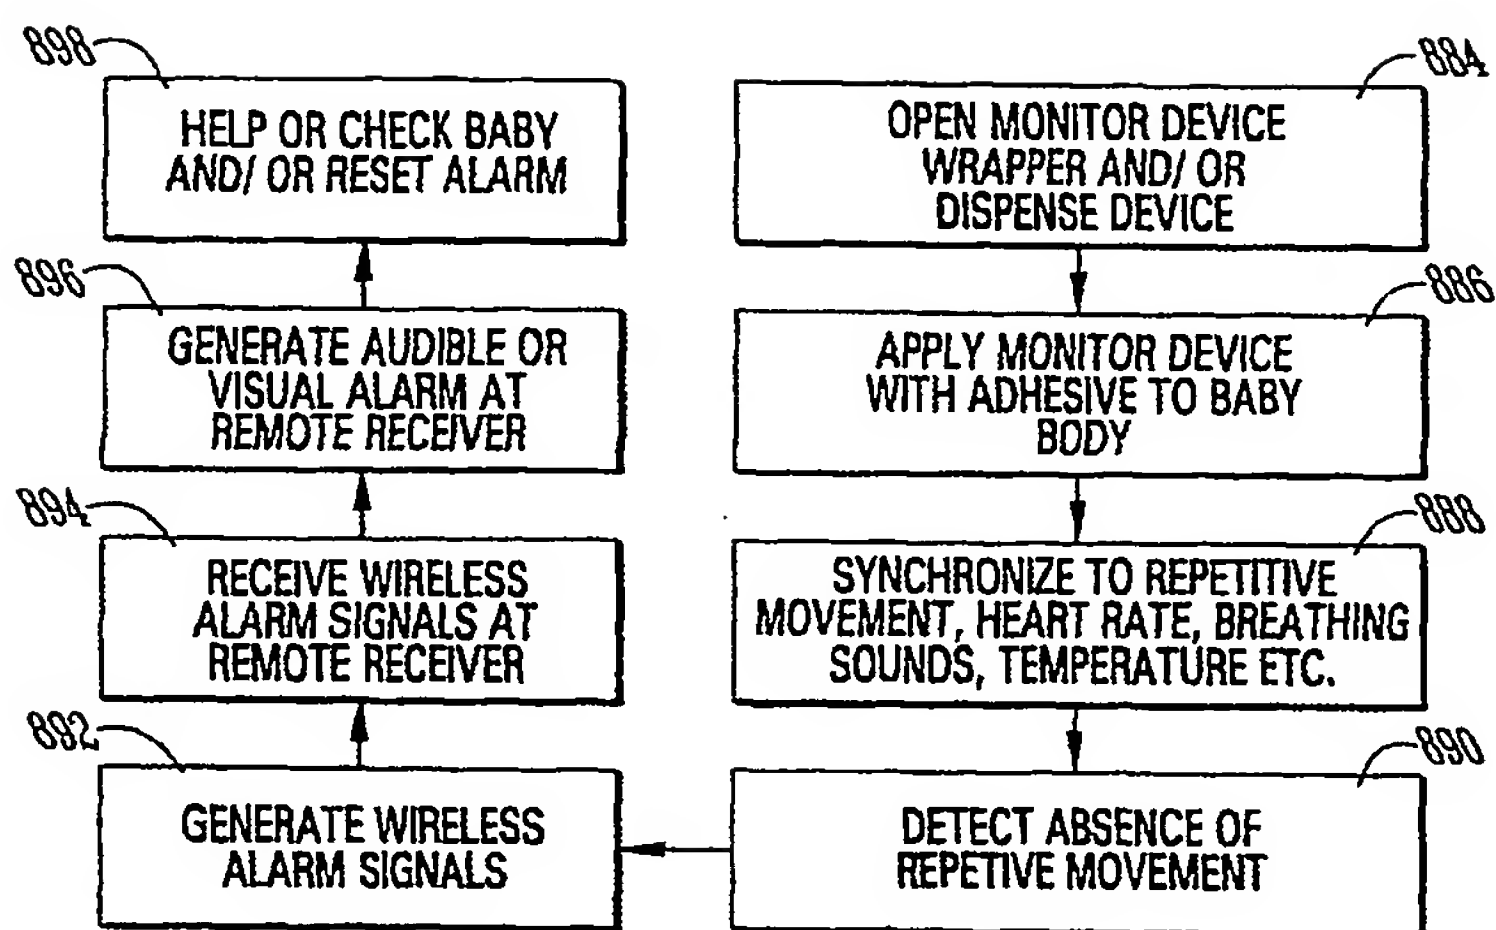 898
HELP OR CHECK BABY
AND/ OR RESET ALARM
896
GENERATE AUDIBLE OR
VISUAL ALARM AT
REMOTE RECEIVER
894
RECEIVE WIRELESS
ALARM SIGNALS AT
REMOTE RECEIVER
892
GENERATE WIRELESS
ALARM SIGNALS
884
OPEN MONITOR DEVICE
WRAPPER AND/ OR
DISPENSE DEVICE
886
APPLY MONITOR DEVICE
WITH ADHESIVE TO BABY
BODY
888
SYNCHRONIZE TO REPETITIVE
MOVEMENT, HEART RATE, BREATHING
SOUNDS, TEMPERATURE ETC.
890
DETECT ABSENCE OF
REPETIVE MOVEMENT